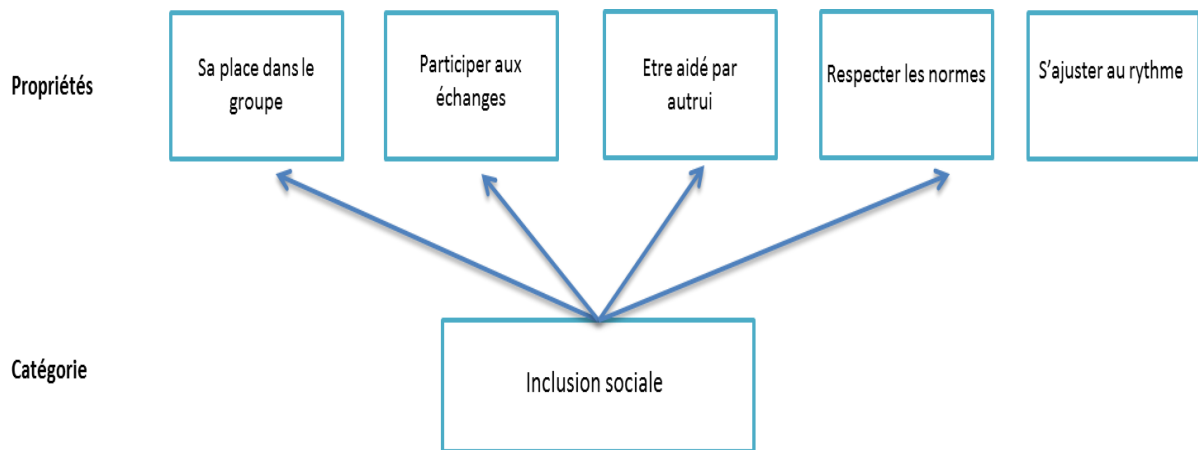 Propriétés
Sa place dans le
groupe
Participer aux
échanges
Etre aidé par
autrui
Respecter les normes
S’ajuster au rythme
Catégorie
Inclusion sociale